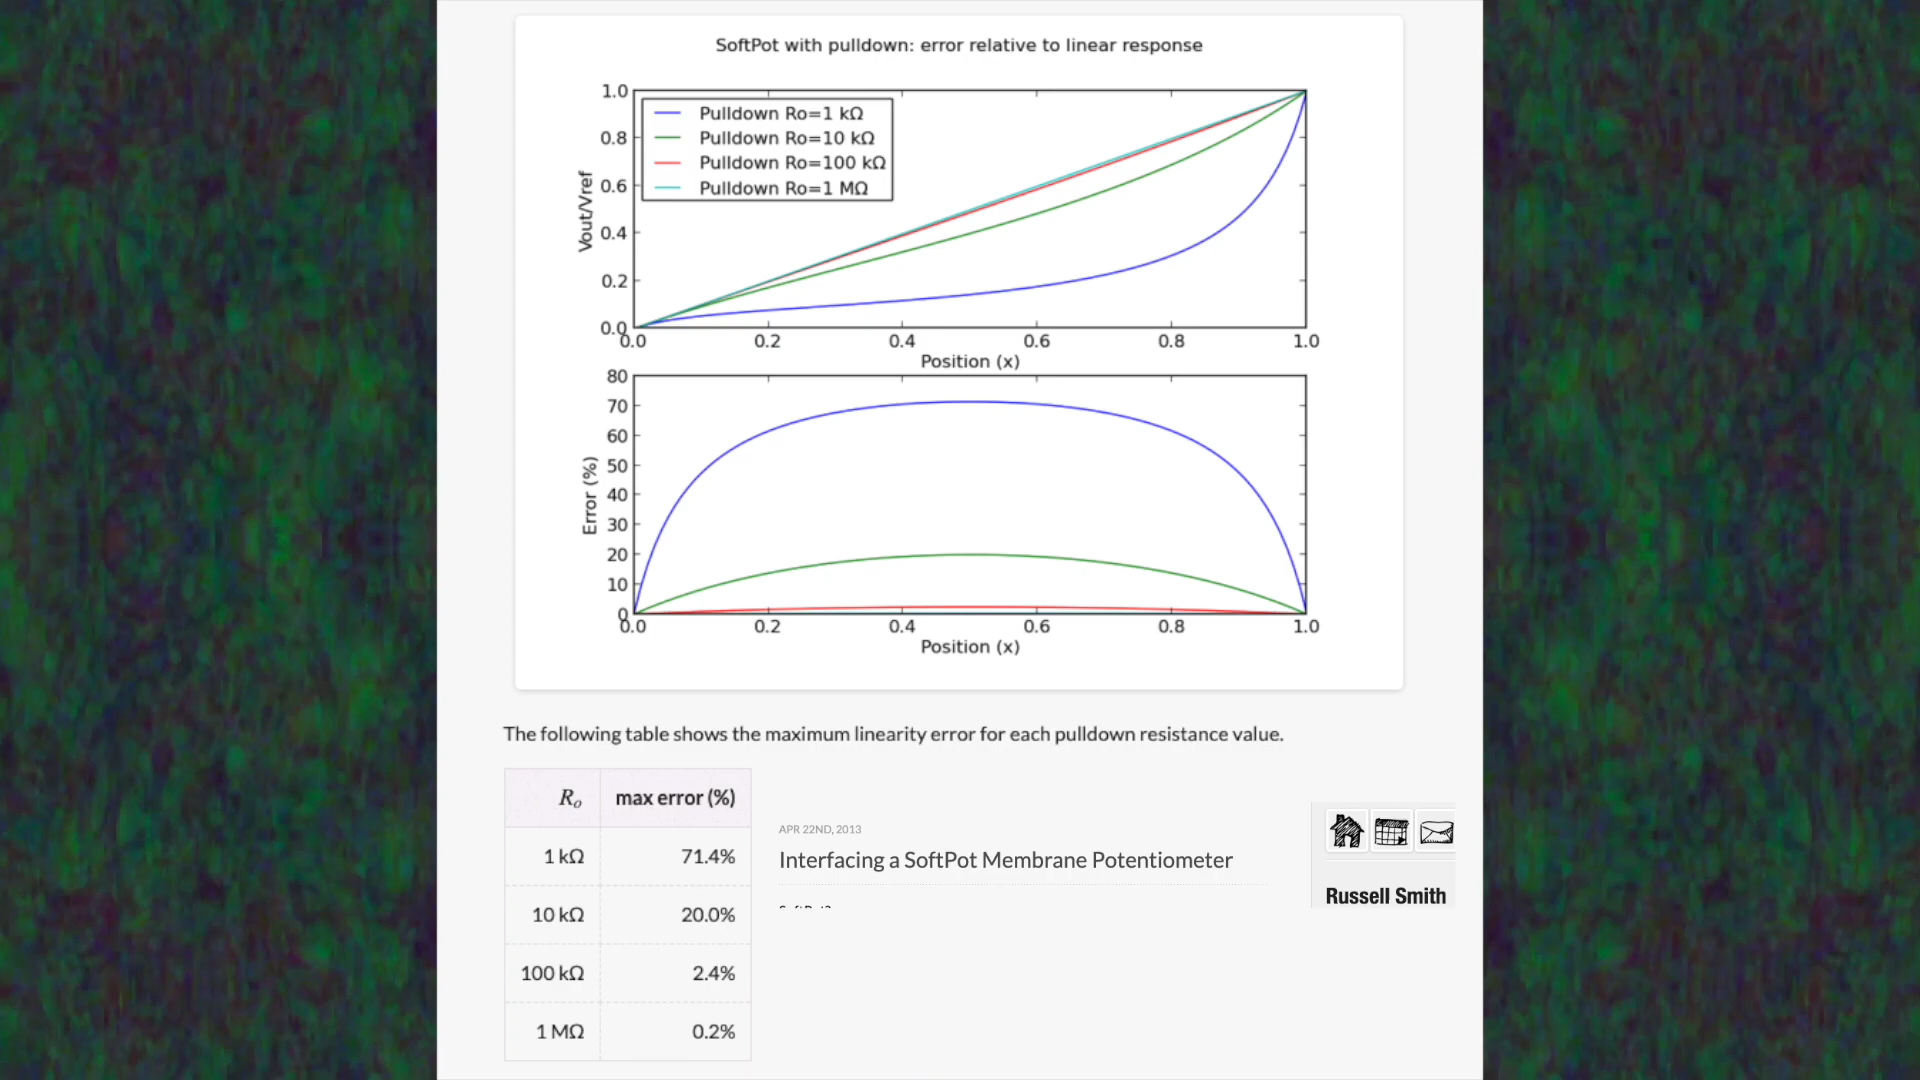 SoftPot with pulldown: error relative to linear response
1.0
0.8
0.6
0.4
0.2
0.0
Vout/Vref
Pulldown Ro=1 kΩ
Pulldown Ro=10 kΩ
Pulldown Ro=100 kΩ
Pulldown Ro=1 MΩ
0.0 0.2 0.4 0.6 0.8 1.0
Position (x)
80
70
60
50
40
30
20
10
0
Error (%)
0.0 0.2 0.4 0.6 0.8 1.0
Position (x)
The following table shows the maximum linearity error for each pulldown resistance value.
Ro max error (%)
1 kΩ 71.4%
10 kΩ 20.0%
100 kΩ 2.4%
1 MΩ 0.2%
APR 22ND, 2013
Interfacing a SoftPot Membrane Potentiometer
Russell Smith